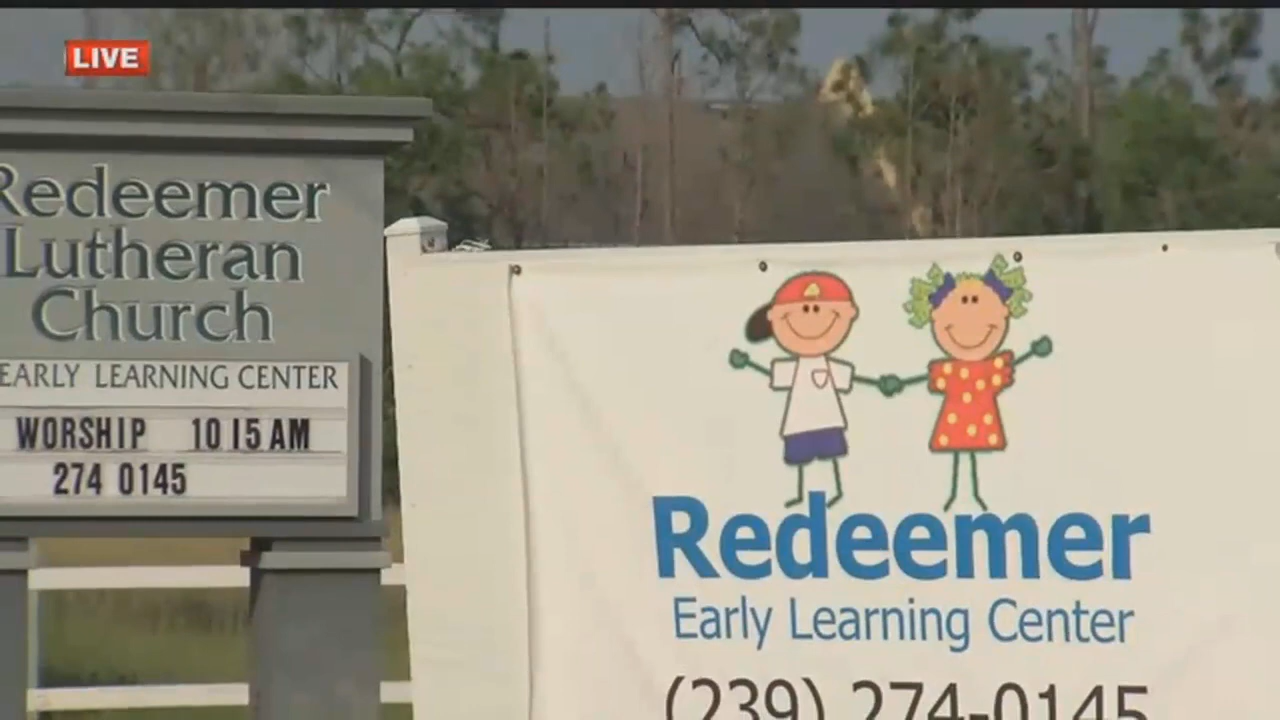 LIVE
Redeemer
Lutheran
Church
EARLY LEARNING CENTER
WORSHIP 10 15 AM
274 0145
Redeemer
Early Learning Center
(239) 274-0145